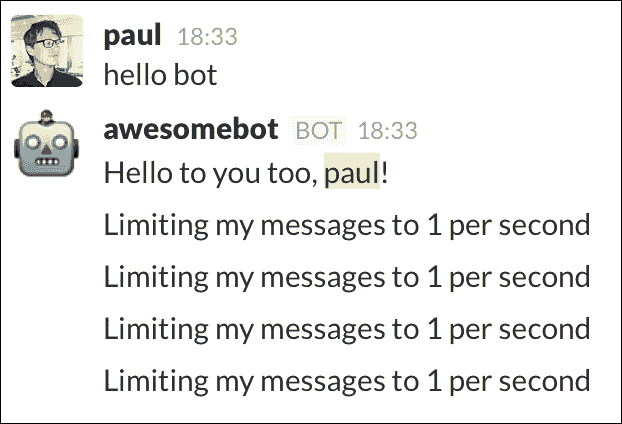 paul 18:33
hello bot
awesomebot BOT 18:33
Hello to you too, paul!
Limiting my messages to 1 per second
Limiting my messages to 1 per second
Limiting my messages to 1 per second
Limiting my messages to 1 per second